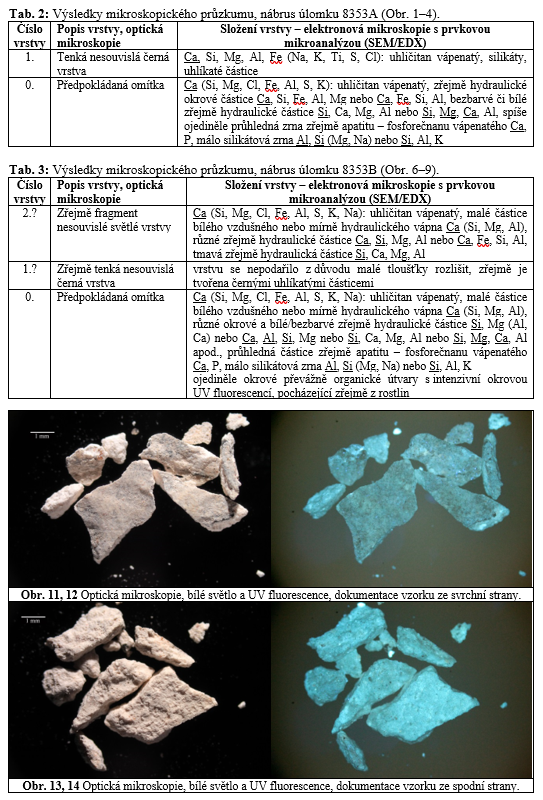 Tab. 2: Výsledky mikroskopického průzkumu, nábrus úlomku 8353A (Obr. 1–4).
Číslo vrstvy
Popis vrstvy, optická mikroskopie
Složení vrstvy – elektronová mikroskopie s prvkovou
mikroanalýzou (SEM/EDX)
1.
Tenká nesouvislá černá
vrstva
Ca, Si, Mg, Al, Fe (Na, K, Ti, S, Cl): uhličitan vápenatý, silikáty,
uhlíkaté částice
0.
Předpokládaná omítka
Ca (Si, Mg, Cl, Fe, Al, S, K): uhličitan vápenatý, zřejmě hydraulické
okrové částice Ca, Si, Fe, Al, Mg nebo Ca, Fe, Si, Al, bezbarvé či bílé
zřejmě hydraulické částice Si, Ca, Mg, Al nebo Si, Mg, Ca, Al, spíše
ojediněle průhledná zrna zřejmě apatitu – fosforečnanu vápenatého Ca,
P, málo silikátová zrna Al, Si (Mg, Na) nebo Si, Al, K
Tab. 3: Výsledky mikroskopického průzkumu, nábrus úlomku 8353B (Obr. 6–9).
Číslo vrstvy
Popis vrstvy, optická mikroskopie
Složení vrstvy – elektronová mikroskopie s prvkovou
mikroanalýzou (SEM/EDX)
2.?
Zřejmě fragment
nesouvislé světlé vrstvy
Ca (Si, Mg, Cl, Fe, Al, S, K, Na): uhličitan vápenatý, malé částice
bílého vzdušného nebo mírně hydraulického vápna Ca (Si, Mg, Al),
různé zřejmě hydraulické částice Ca, Si, Mg, Al nebo Ca, Fe, Si, Al,
tmavá zřejmě hydraulická částice Si, Ca, Mg, Al
1.?
Zřejmě tenká nesouvislá
černá vrstva
vrstvu se nepodařilo z důvodu malé tloušťky rozlišit, zřejmě je
tvořena černými uhlíkatými částicemi
0.
Předpokládaná omítka
Ca (Si, Mg, Cl, Fe, Al, S, K, Na): uhličitan vápenatý, malé částice
bílého vzdušného nebo mírně hydraulického vápna Ca (Si, Mg, Al),
různé okrové a bílé/bezbarvé zřejmě hydraulické částice Si, Mg (Al,
Ca) nebo Ca, Al, Si, Mg nebo Si, Ca, Mg, Al nebo Si, Mg, Ca, Al
apod., průhledná částice zřejmě apatitu – fosforečnanu vápenatého
Ca, P, málo silikátová zrna Al, Si (Mg, Na) nebo Si, Al, K
ojediněle okrové převážně organické útvary s intenzivní okrovou
UV fluorescencí, pocházející zřejmě z rostlin
1 mm
Obr. 11, 12 Optická mikroskopie, bílé světlo a UV fluorescence, dokumentace vzorku ze svrchní strany.
1 mm
Obr. 13, 14 Optická mikroskopie, bílé světlo a UV fluorescence, dokumentace vzorku ze spodní strany.